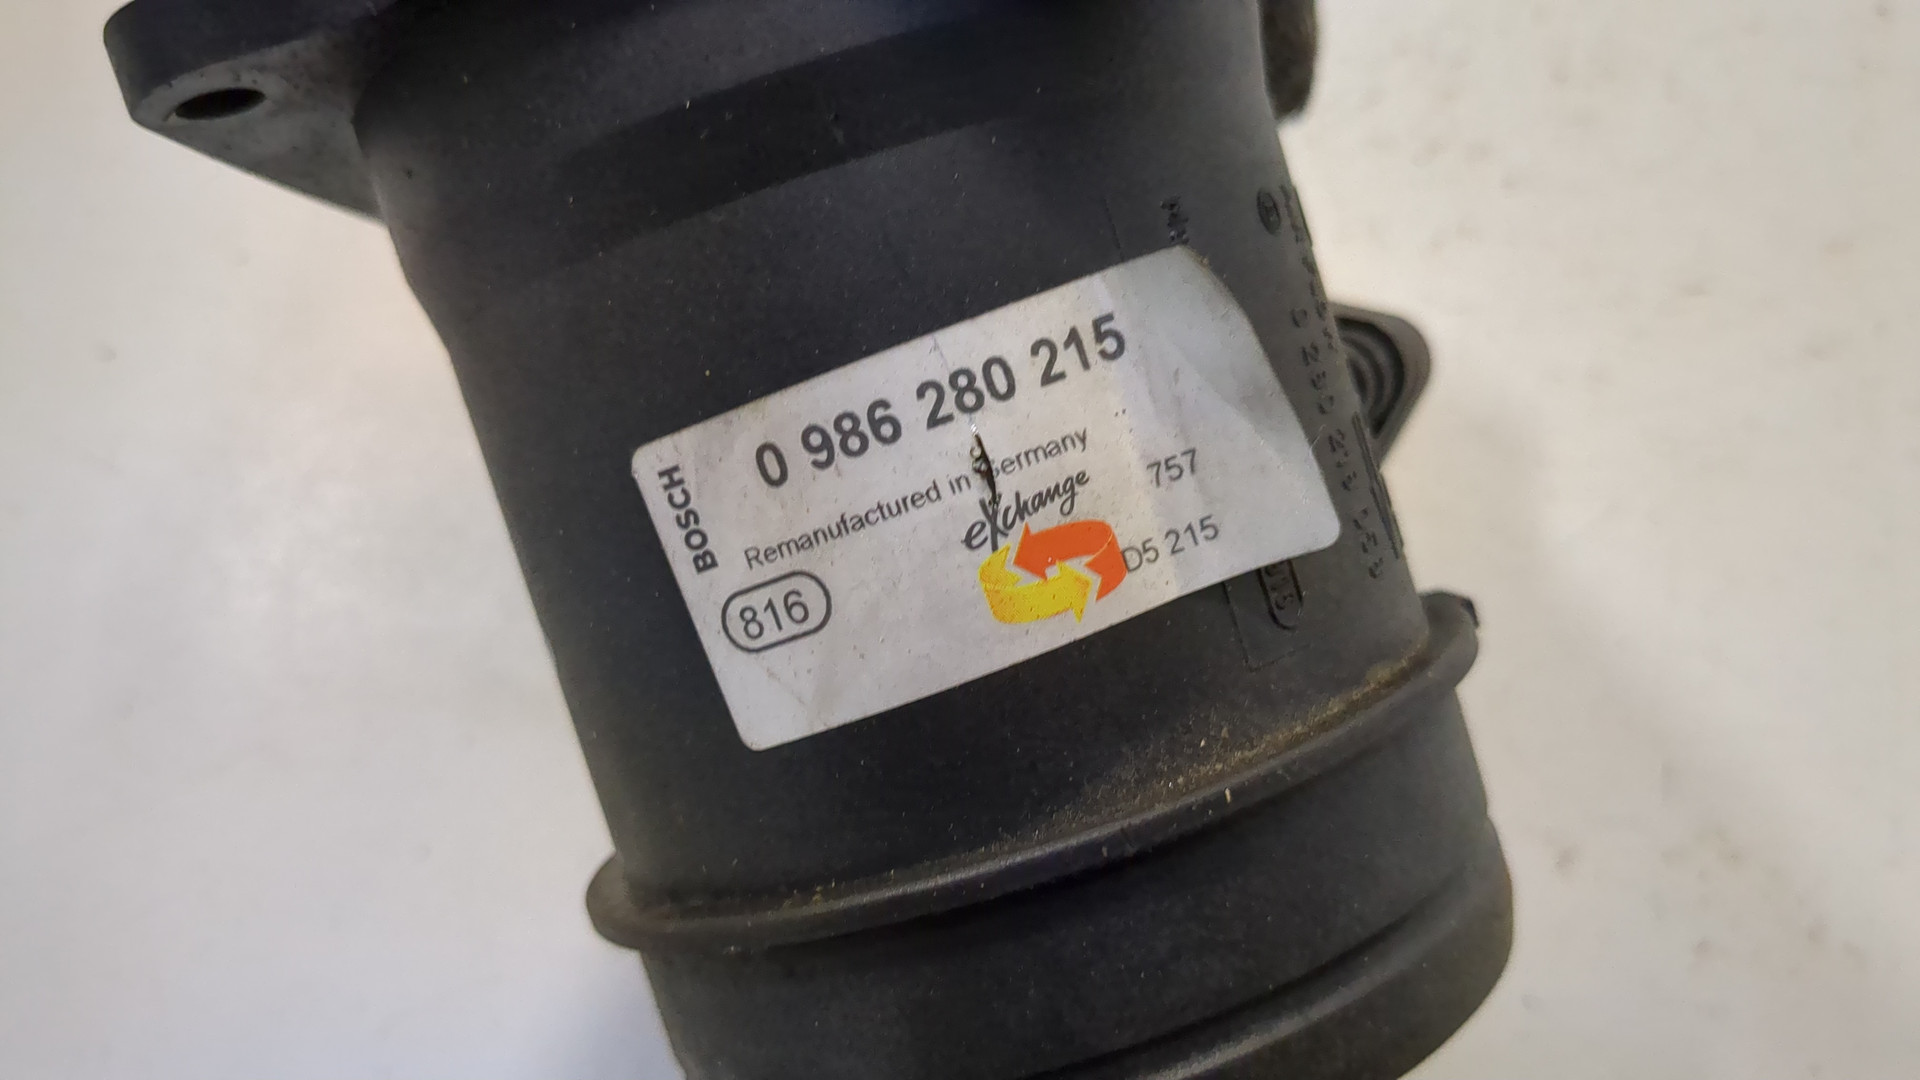 BOSCH
0 986 280 215
Remanufactured in Germany
eXchange
757
D5 215
816